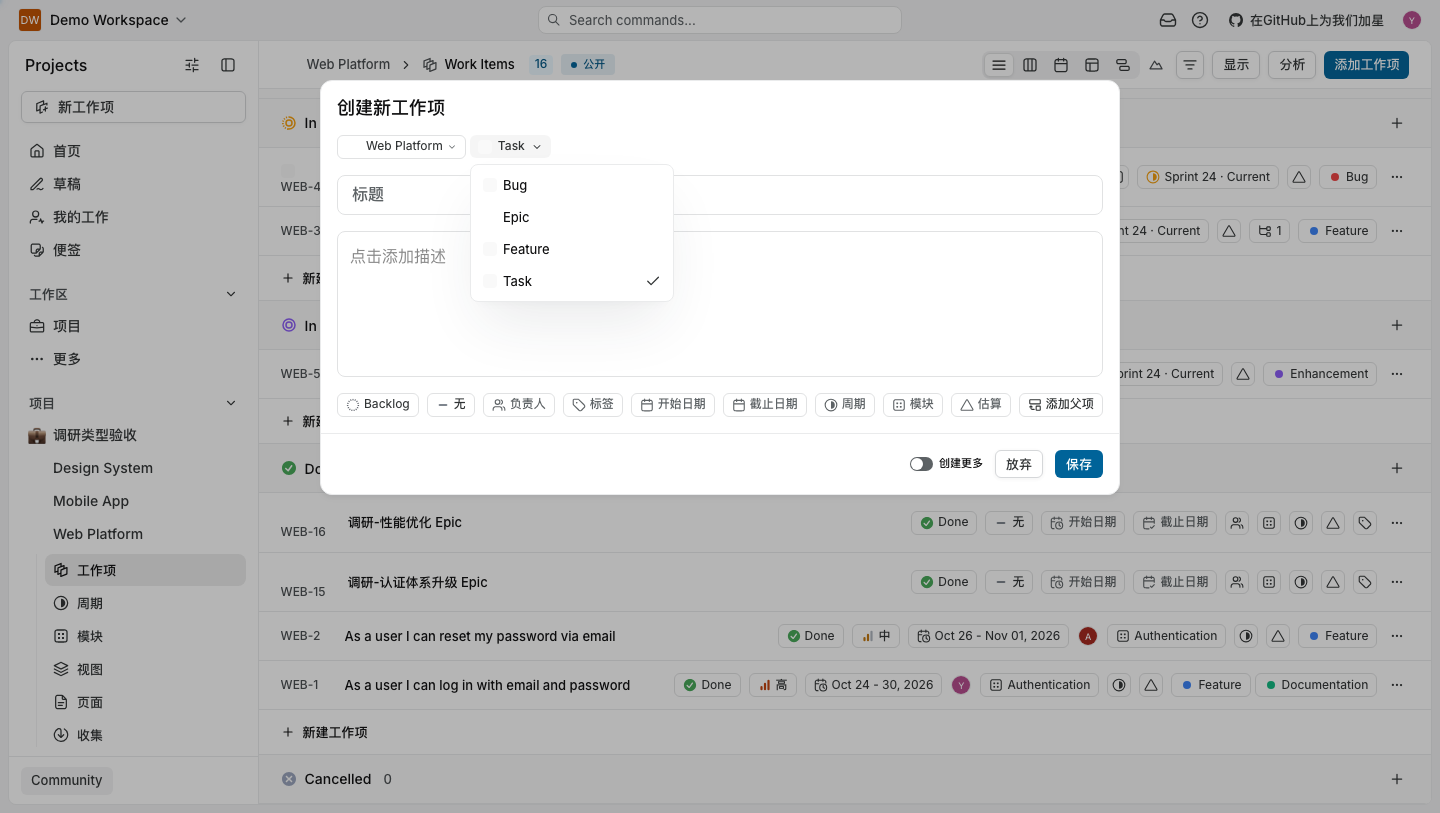 DW Demo Workspace
Search commands...
在GitHub上为我们加星
Y
Projects
新工作项
首页
草稿
我的工作
便签
工作区
项目
更多
项目
调研类型验收
Design System
Mobile App
Web Platform
工作项
周期
模块
视图
页面
收集
Community
Web Platform
Work Items
16
公开
显示
分析
添加工作项
In
WEB-4
Sprint 24 · Current
Bug
WEB-3
nt 24 · Current
1
Feature
In
WEB-5
print 24 · Current
Enhancement
创建新工作项
Web Platform
Task
标题
点击添加描述
Bug
Epic
Feature
Task
Backlog
无
负责人
标签
开始日期
截止日期
周期
模块
估算
添加父项
创建更多
放弃
保存
WEB-16
调研-性能优化 Epic
Done
无
开始日期
截止日期
WEB-15
调研-认证体系升级 Epic
Done
无
开始日期
截止日期
WEB-2
As a user I can reset my password via email
Done
中
Oct 26 - Nov 01, 2026
A
Authentication
Feature
WEB-1
As a user I can log in with email and password
Done
高
Oct 24 - 30, 2026
Y
Authentication
Feature
Documentation
新建工作项
Cancelled 0